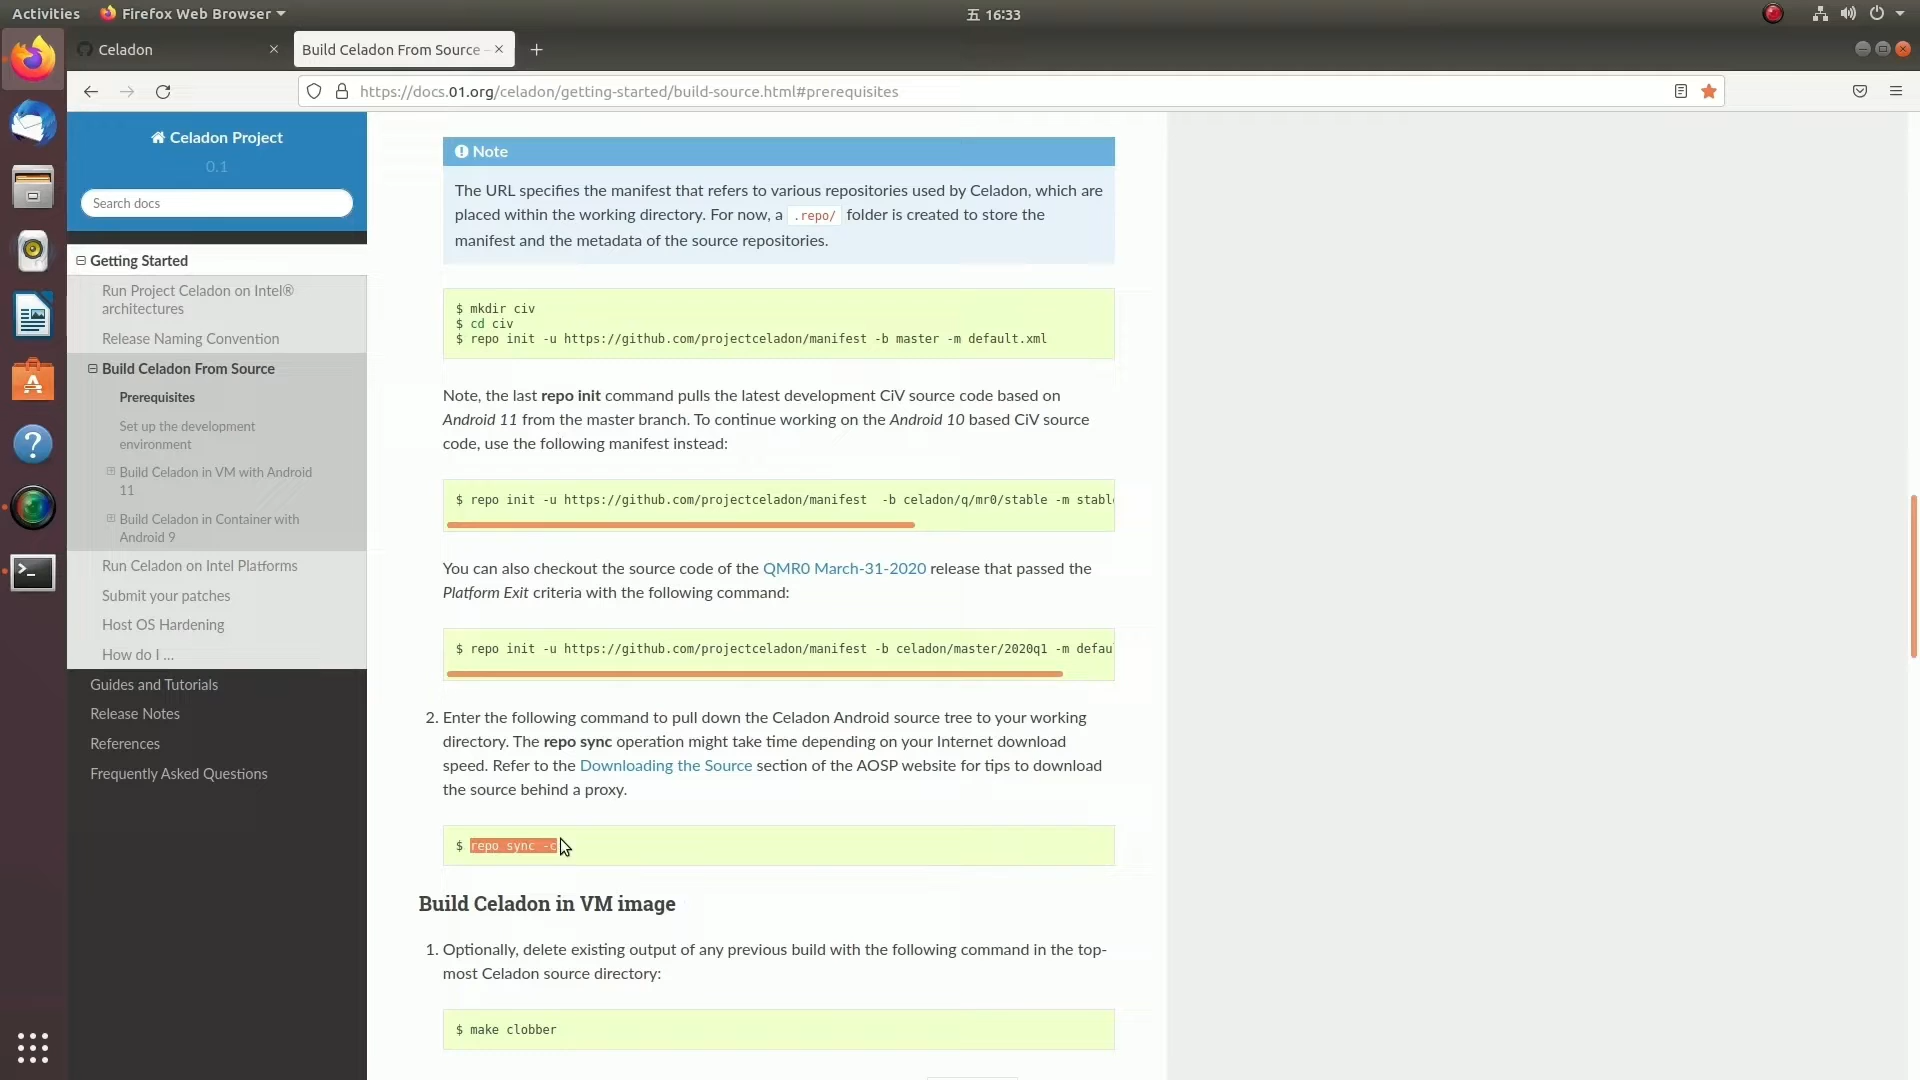 Activities
Firefox Web Browser
五 16:33
Celadon
Build Celadon From Source
https://docs.01.org/celadon/getting-started/build-source.html#prerequisites
Celadon Project
0.1
Search docs
Getting Started
Run Project Celadon on Intel®
architectures
Release Naming Convention
Build Celadon From Source
Prerequisites
Set up the development
environment
Build Celadon in VM with Android
11
Build Celadon in Container with
Android 9
Run Celadon on Intel Platforms
Submit your patches
Host OS Hardening
How do I ...
Guides and Tutorials
Release Notes
References
Frequently Asked Questions
Note
The URL specifies the manifest that refers to various repositories used by Celadon, which are
placed within the working directory. For now, a .repo/ folder is created to store the
manifest and the metadata of the source repositories.
$ mkdir civ
$ cd civ
$ repo init -u https://github.com/projectceladon/manifest -b master -m default.xml
Note, the last repo init command pulls the latest development CiV source code based on
Android 11 from the master branch. To continue working on the Android 10 based CiV source
code, use the following manifest instead:
$ repo init -u https://github.com/projectceladon/manifest  -b celadon/q/mr0/stable -m stabl
You can also checkout the source code of the QMR0 March-31-2020 release that passed the
Platform Exit criteria with the following command:
$ repo init -u https://github.com/projectceladon/manifest -b celadon/master/2020q1 -m defau
2. Enter the following command to pull down the Celadon Android source tree to your working
directory. The repo sync operation might take time depending on your Internet download
speed. Refer to the Downloading the Source section of the AOSP website for tips to download
the source behind a proxy.
$ repo sync -c
Build Celadon in VM image
1. Optionally, delete existing output of any previous build with the following command in the top-
most Celadon source directory:
$ make clobber